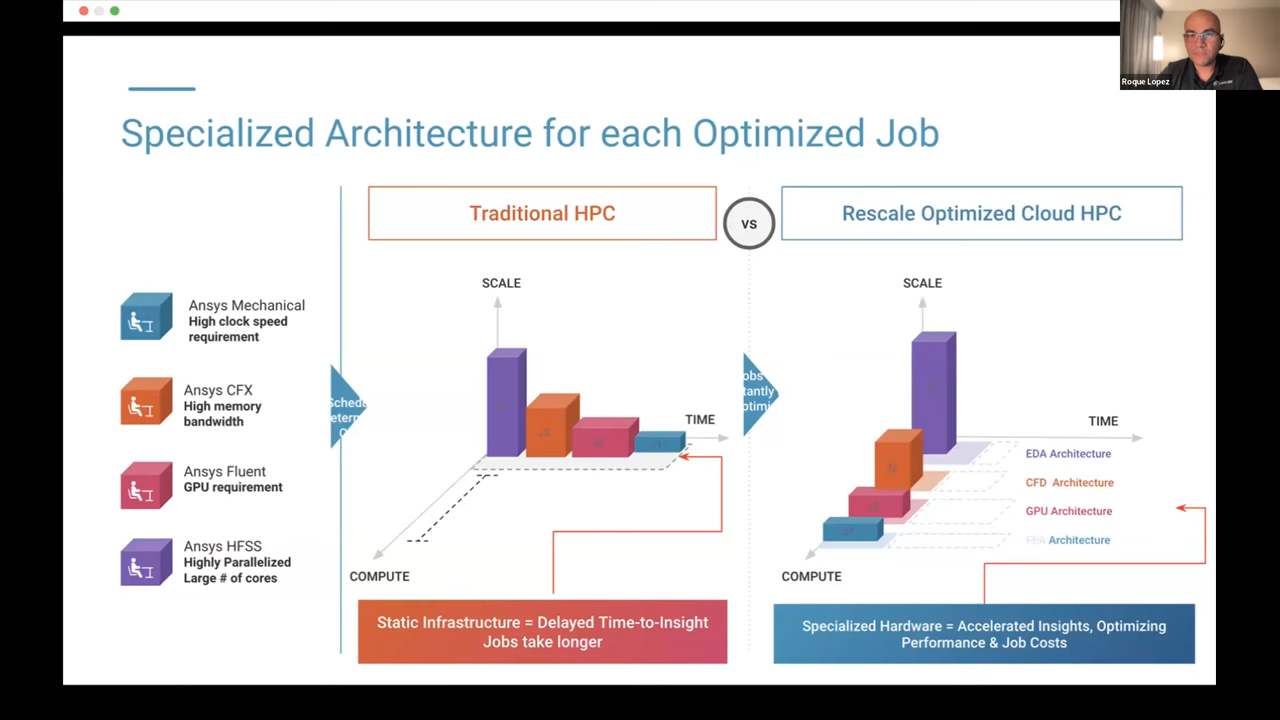 Roque Lopez
Specialized Architecture for each Optimized Job
Traditional HPC
vs
Rescale Optimized Cloud HPC
Ansys Mechanical
High clock speed
requirement
Ansys CFX
High memory
bandwidth
Ansys Fluent
GPU requirement
Ansys HFSS
Highly Parallelized
Large # of cores
SCALE
TIME
COMPUTE
Static Infrastructure = Delayed Time-to-Insight
Jobs take longer
SCALE
TIME
EDA Architecture
CFD Architecture
GPU Architecture
FEA Architecture
COMPUTE
Specialized Hardware = Accelerated Insights, Optimizing
Performance & Job Costs